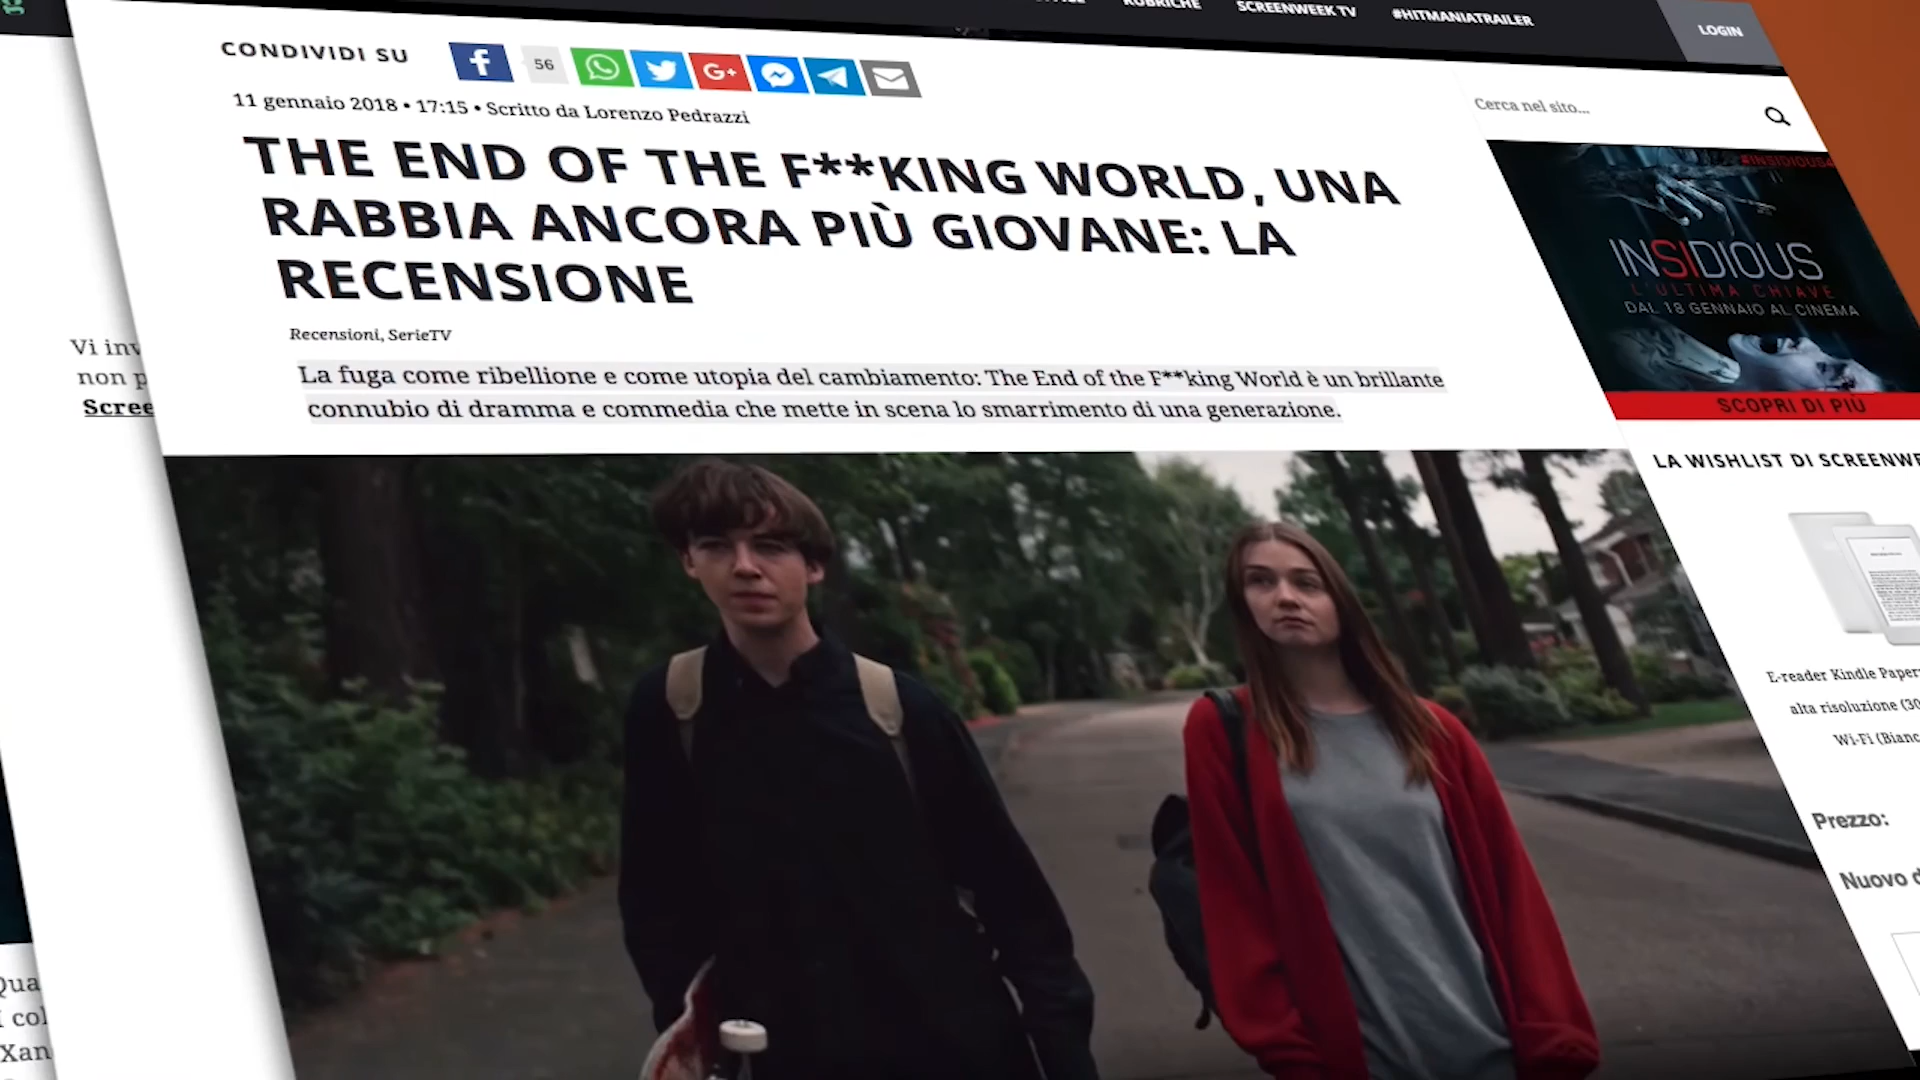 RUBRICHE
SCREENWEEK TV
#HITMANIATRAILER
LOGIN
CONDIVIDI SU
56
G+
11 gennaio 2018 • 17:15 • Scritto da Lorenzo Pedrazzi
Cerca nel sito...
THE END OF THE F**KING WORLD, UNA
RABBIA ANCORA PIÙ GIOVANE: LA
RECENSIONE
Recensioni, SerieTV
La fuga come ribellione e come utopia del cambiamento: The End of the F**king World è un brillante
connubio di dramma e commedia che mette in scena lo smarrimento di una generazione.
Vi inv
non p
Scree
#INSIDIOUS4
INSIDIOUS
L'ULTIMA CHIAVE
DAL 18 GENNAIO AL CINEMA
SCOPRI DI PIÙ
LA WISHLIST DI SCREENWE
E-reader Kindle Paper
alta risoluzione (30
Wi-Fi (Bianc
Prezzo:
Nuovo d
Qua
col
Xan